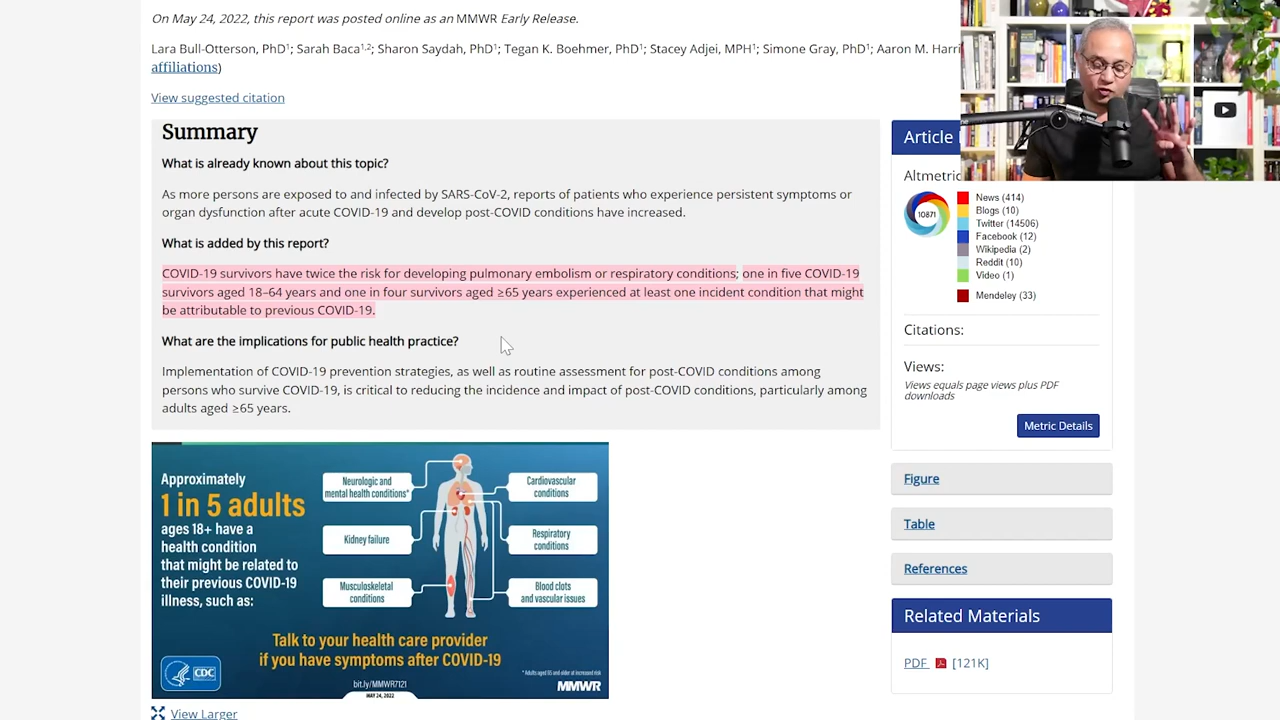 On May 24, 2022, this report was posted online as an MMWR Early Release.
Lara Bull-Otterson, PhD1; Sarah Baca1,2; Sharon Saydah, PhD1; Tegan K. Boehmer, PhD1; Stacey Adjei, MPH1; Simone Gray, PhD1; Aaron M. Harri
affiliations)
View suggested citation
Summary
What is already known about this topic?
As more persons are exposed to and infected by SARS-CoV-2, reports of patients who experience persistent symptoms or
organ dysfunction after acute COVID-19 and develop post-COVID conditions have increased.
What is added by this report?
COVID-19 survivors have twice the risk for developing pulmonary embolism or respiratory conditions; one in five COVID-19
survivors aged 18–64 years and one in four survivors aged ≥65 years experienced at least one incident condition that might
be attributable to previous COVID-19.
What are the implications for public health practice?
Implementation of COVID-19 prevention strategies, as well as routine assessment for post-COVID conditions among
persons who survive COVID-19, is critical to reducing the incidence and impact of post-COVID conditions, particularly among
adults aged ≥65 years.
Approximately
1 in 5 adults
ages 18+ have a
health condition
that might be related to
their previous COVID-19
illness, such as:
Neurologic and
mental health conditions*
Kidney failure
Musculoskeletal
conditions
Cardiovascular
conditions
Respiratory
conditions
Blood clots
and vascular issues
Talk to your health care provider
if you have symptoms after COVID-19
* Adults aged 65 and older at increased risk
CDC
bit.ly/MMWR7121
MAY 24, 2022
MMWR
View Larger
Article
Altmetric
10871
News (414)
Blogs (10)
Twitter (14506)
Facebook (12)
Wikipedia (2)
Reddit (10)
Video (1)
Mendeley (33)
Citations:
Views:
Views equals page views plus PDF
downloads
Metric Details
Figure
Table
References
Related Materials
PDF [121K]